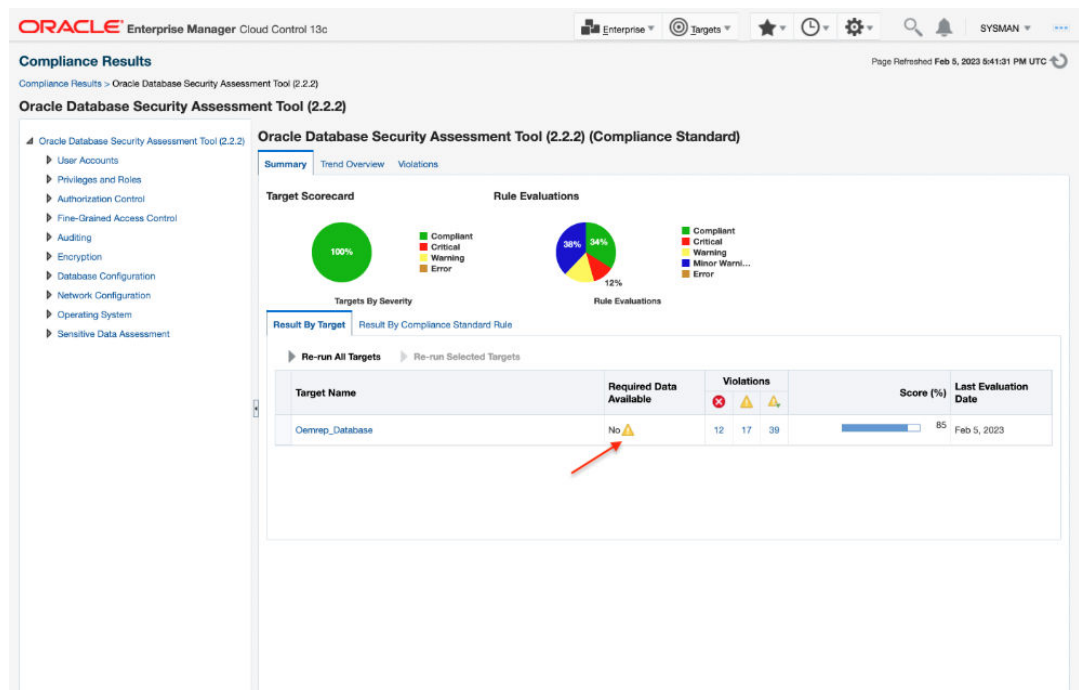 ORACLE Enterprise Manager Cloud Control 13c
Enterprise Targets SYSMAN
Compliance Results
Page Refreshed Feb 5, 2023 5:41:31 PM UTC
Compliance Results > Oracle Database Security Assessment Tool (2.2.2)
Oracle Database Security Assessment Tool (2.2.2)
Oracle Database Security Assessment Tool (2.2.2)
User Accounts
Privileges and Roles
Authorization Control
Fine-Grained Access Control
Auditing
Encryption
Database Configuration
Network Configuration
Operating System
Sensitive Data Assessment
Oracle Database Security Assessment Tool (2.2.2) (Compliance Standard)
Summary Trend Overview Violations
Target Scorecard
100%
Compliant
Critical
Warning
Error
Targets By Severity
Rule Evaluations
38% 34%
12%
Compliant
Critical
Warning
Minor Warni...
Error
Rule Evaluations
Result By Target Result By Compliance Standard Rule
Re-run All Targets Re-run Selected Targets
Target Name
Required Data
Available
Violations
Score (%)
Last Evaluation
Date
Oemrep_Database No 12 17 39 85 Feb 5, 2023